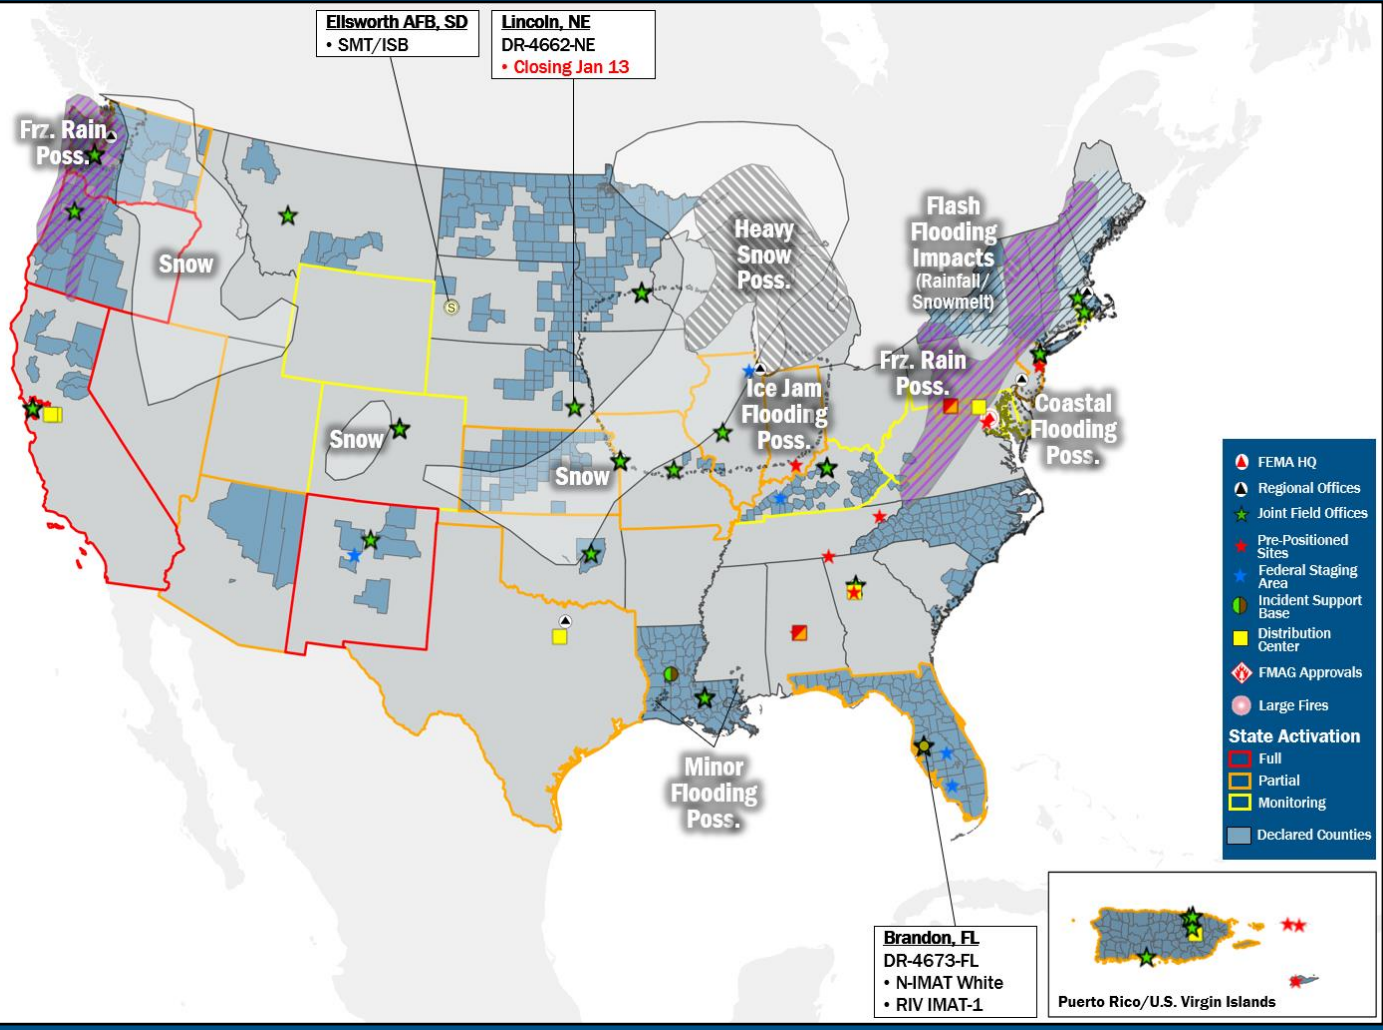 Ellsworth AFB, SD
• SMT/ISB
Lincoln, NE
DR-4662-NE
• Closing Jan 13
Frz. Rain
Poss.
Snow
Heavy
Snow
Poss.
Flash
Flooding
Impacts
(Rainfall/
Snowmelt)
Frz. Rain
Poss.
Ice Jam
Flooding
Poss.
Coastal
Flooding
Poss.
Snow
Snow
S
Minor
Flooding
Poss.
FEMA HQ
Regional Offices
Joint Field Offices
Pre-Positioned
Sites
Federal Staging
Area
Incident Support
Base
Distribution
Center
FMAG Approvals
Large Fires
State Activation
Full
Partial
Monitoring
Declared Counties
Brandon, FL
DR-4673-FL
• N-IMAT White
• RIV IMAT-1
Puerto Rico/U.S. Virgin Islands